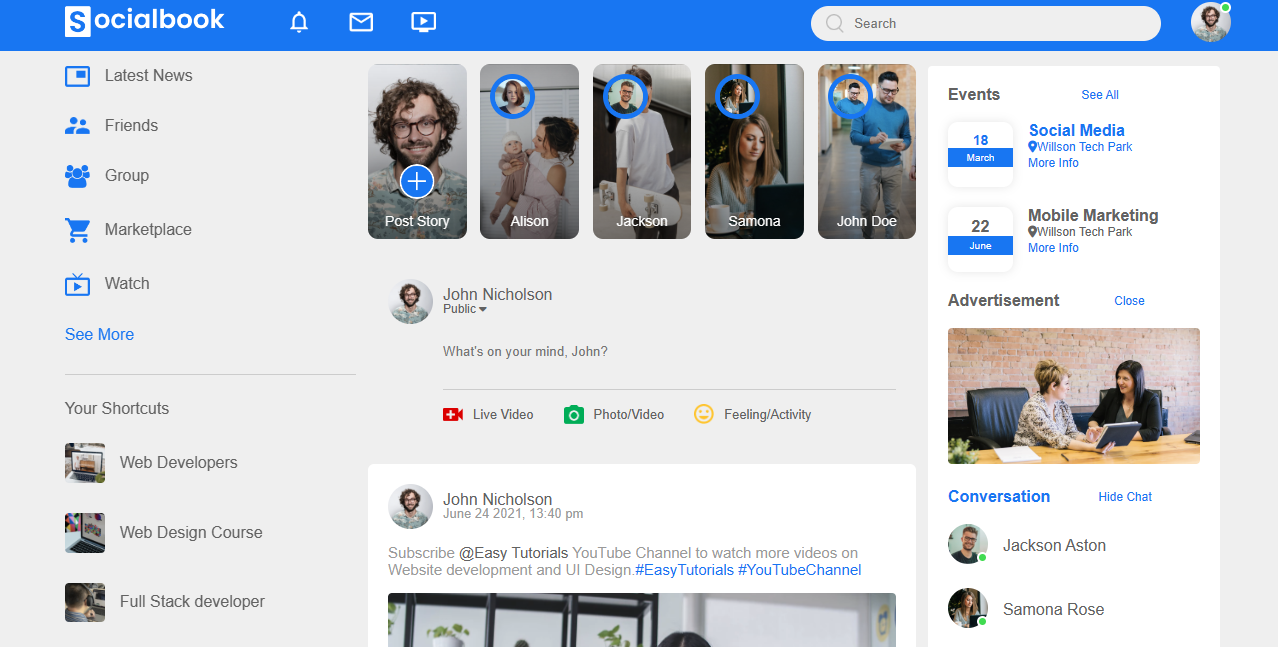 Socialbook
Search
Latest News
Friends
Group
Marketplace
Watch
See More
Your Shortcuts
Web Developers
Web Design Course
Full Stack developer
Post Story
Alison
Jackson
Samona
John Doe
John Nicholson
Public
What's on your mind, John?
Live Video
Photo/Video
Feeling/Activity
John Nicholson
June 24 2021, 13:40 pm
Subscribe @Easy Tutorials YouTube Channel to watch more videos on
Website development and UI Design.#EasyTutorials #YouTubeChannel
Events
See All
18
March
Social Media
Willson Tech Park
More Info
22
June
Mobile Marketing
Willson Tech Park
More Info
Advertisement
Close
Conversation
Hide Chat
Jackson Aston
Samona Rose